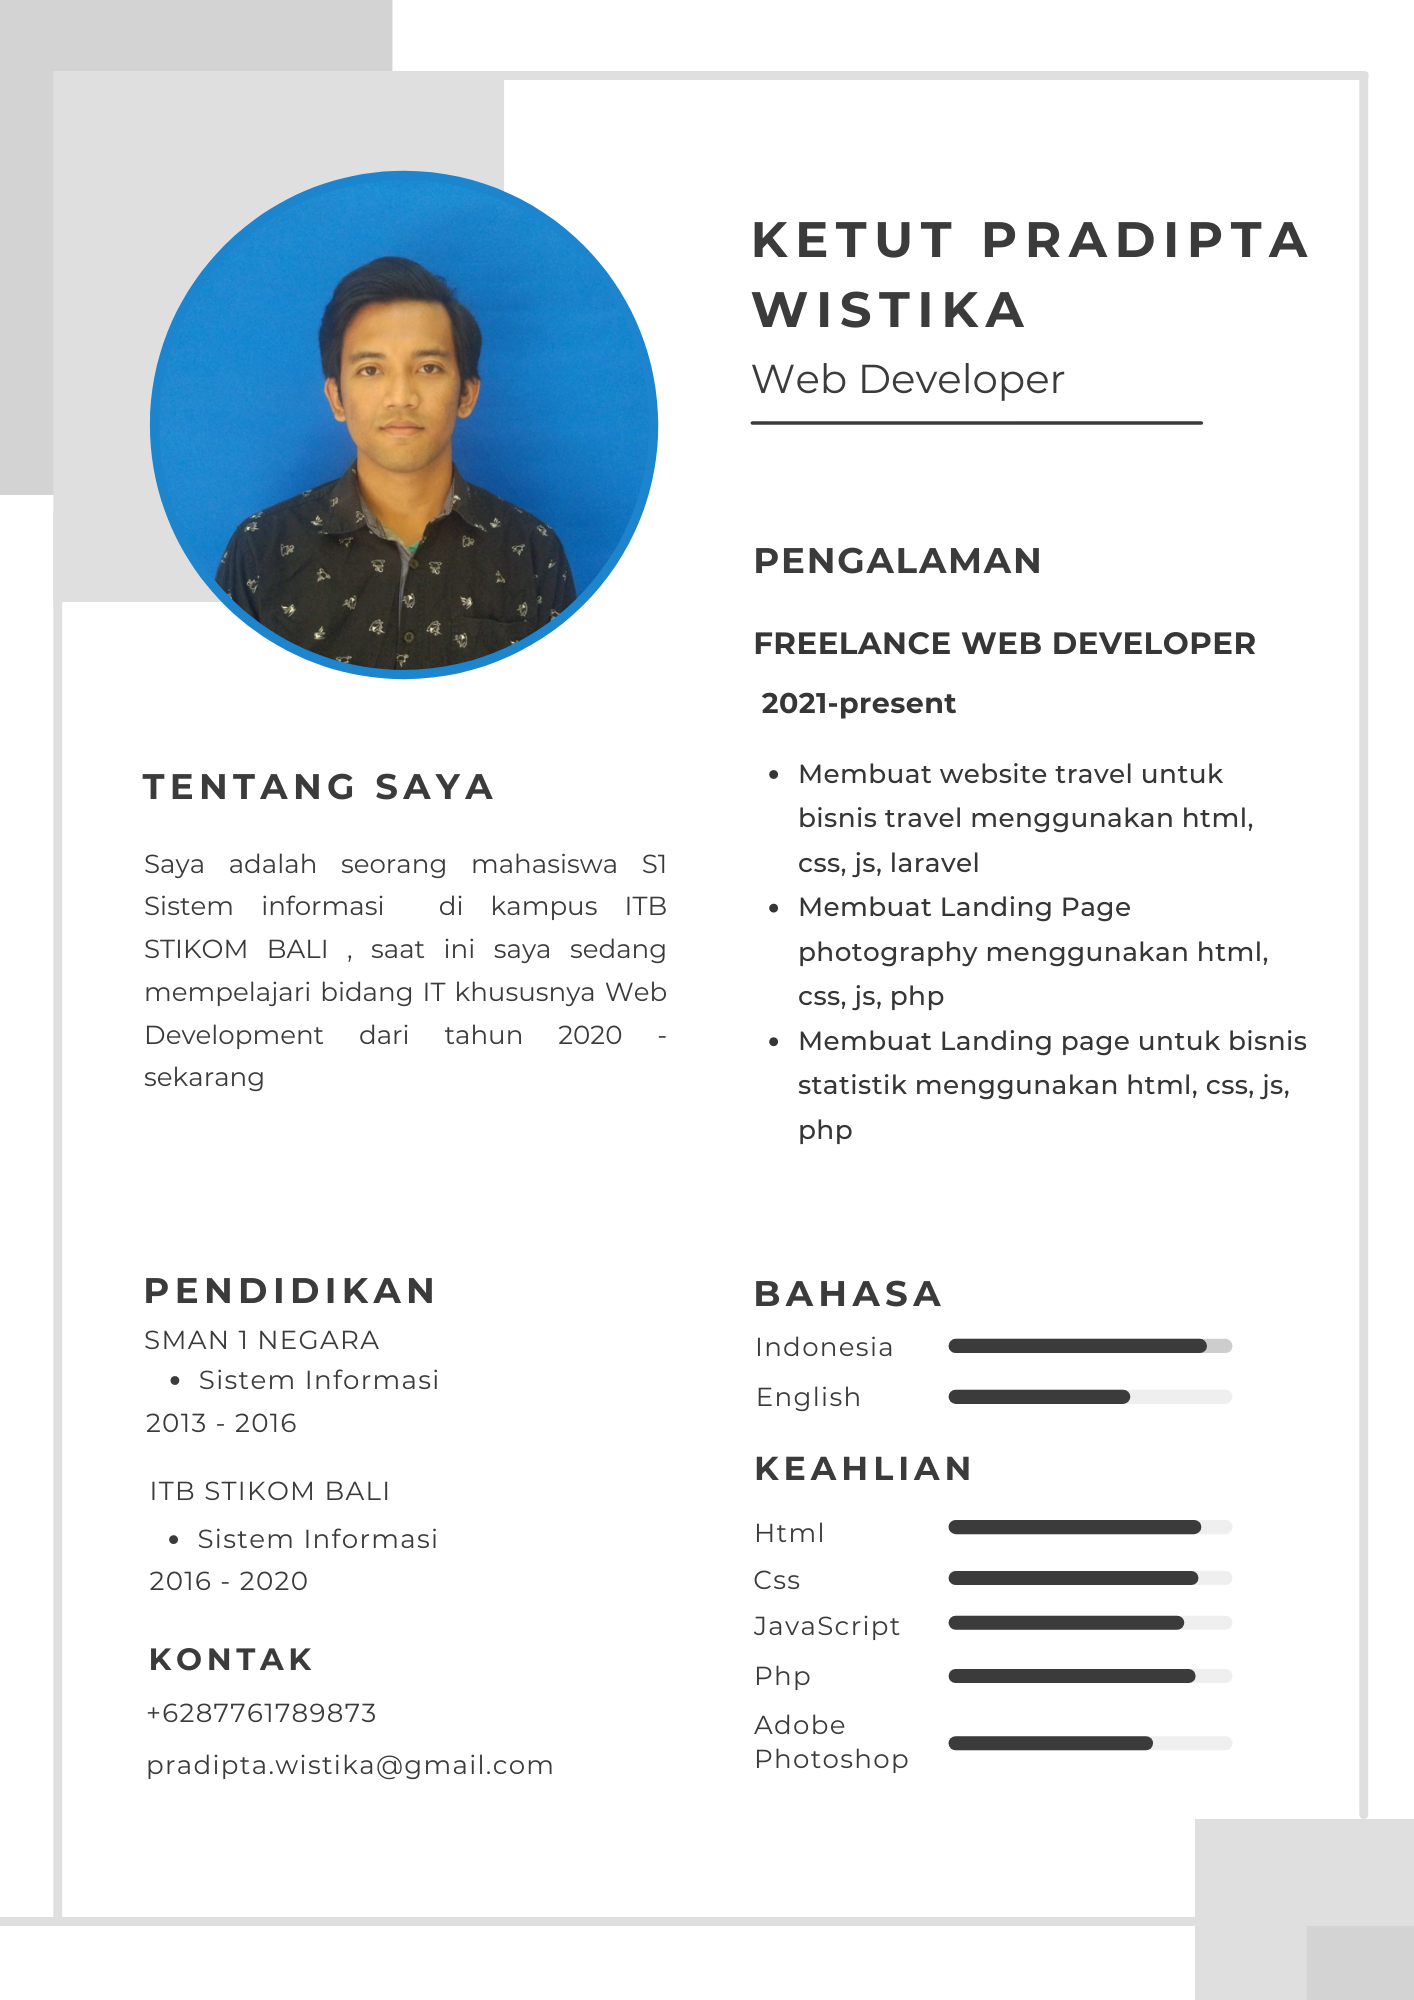 KETUT PRADIPTA
WISTIKA
Web Developer
TENTANG SAYA
Saya adalah seorang mahasiswa S1
Sistem informasi di kampus ITB
STIKOM BALI , saat ini saya sedang
mempelajari bidang IT khususnya Web
Development dari tahun 2020 -
sekarang
PENDIDIKAN
SMAN 1 NEGARA
• Sistem Informasi
2013 - 2016
ITB STIKOM BALI
• Sistem Informasi
2016 - 2020
KONTAK
+6287761789873
pradipta.wistika@gmail.com
PENGALAMAN
FREELANCE WEB DEVELOPER
2021-present
• Membuat website travel untuk
bisnis travel menggunakan html,
css, js, laravel
• Membuat Landing Page
photography menggunakan html,
css, js, php
• Membuat Landing page untuk bisnis
statistik menggunakan html, css, js,
php
BAHASA
Indonesia
English
KEAHLIAN
Html
Css
JavaScript
Php
Adobe
Photoshop